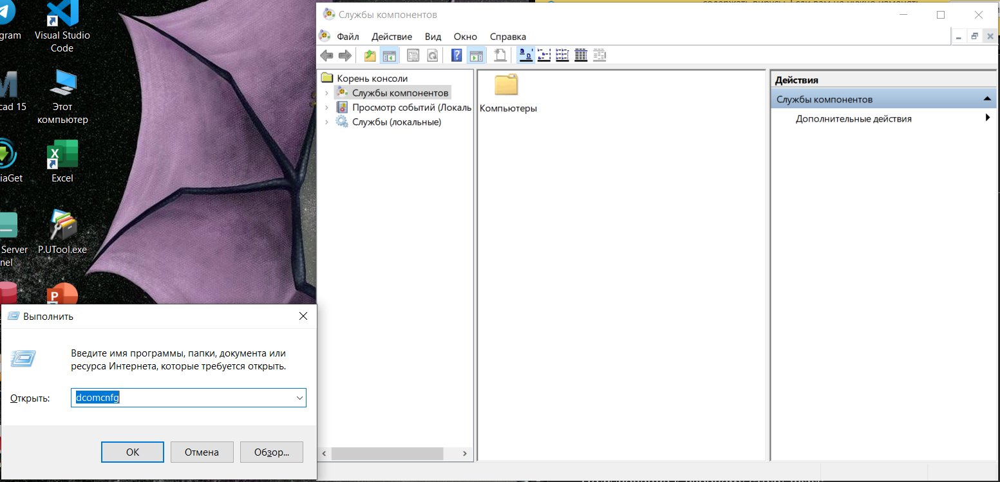 gram
Visual Studio
Code
cad 15
Этот
компьютер
iaGet
Excel
Server
nel
P.UTool.exe
Службы компонентов
Файл Действие Вид Окно Справка
Корень консоли
Службы компонентов
Просмотр событий (Локаль
Службы (локальные)
Компьютеры
Действия
Службы компонентов
Дополнительные действия
Выполнить
Введите имя программы, папки, документа или
ресурса Интернета, которые требуется открыть.
Открыть:
dcomcnfg
ОК
Отмена
Обзор...